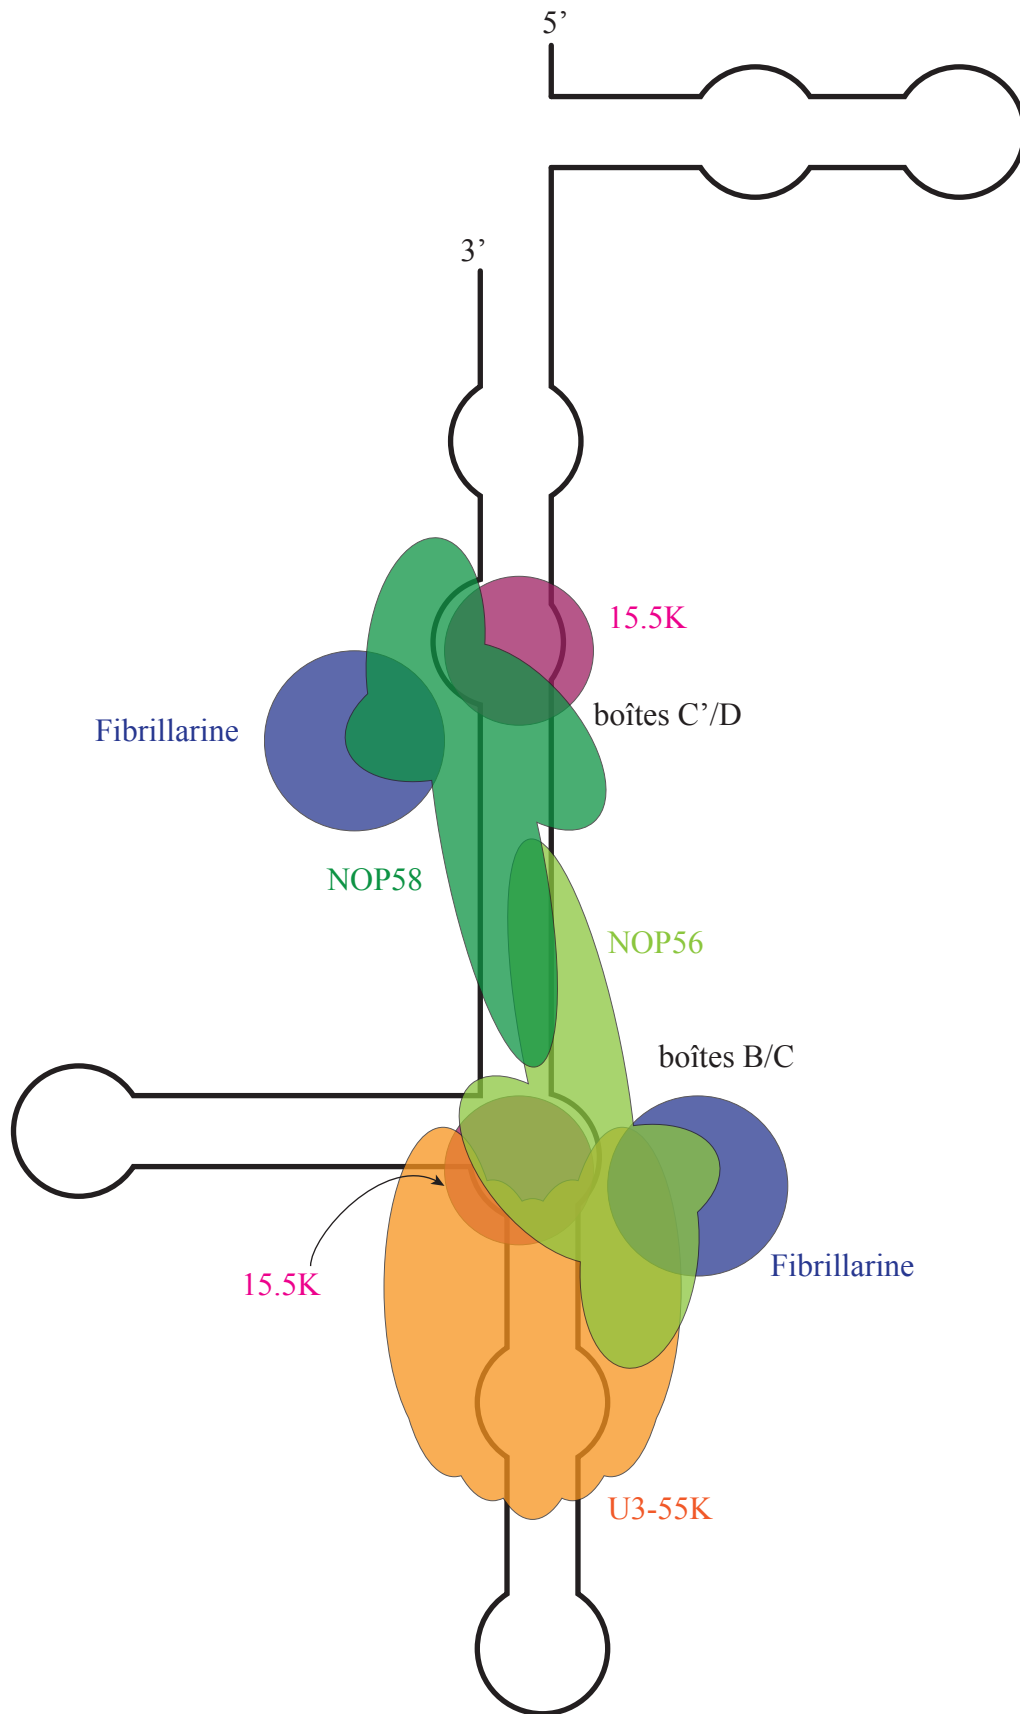 5’
3’
15.5K
boîtes C’/D
Fibrillarine
NOP58
NOP56
boîtes B/C
Fibrillarine
15.5K
U3-55K